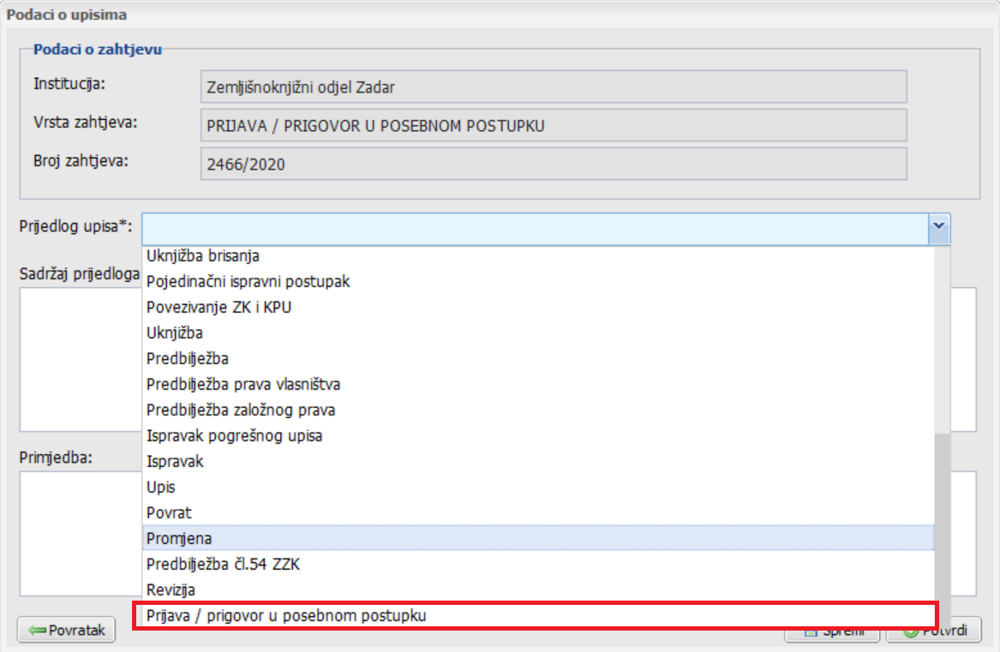 Podaci o upisima
Podaci o zahtjevu
Institucija:
Zemljišnoknjižni odjel Zadar
Vrsta zahtjeva:
PRIJAVA / PRIGOVOR U POSEBNOM POSTUPKU
Broj zahtjeva:
2466/2020
Prijedlog upisa*:
Uknjižba brisanja
Sadržaj prijedloga
Pojedinačni ispravni postupak
Povezivanje ZK i KPU
Uknjižba
Predbilježba
Predbilježba prava vlasništva
Predbilježba založnog prava
Ispravak pogrešnog upisa
Primjedba:
Ispravak
Upis
Povrat
Promjena
Predbilježba čl.54 ZZK
Revizija
Prijava / prigovor u posebnom postupku
Povratak
Spremi
Potvrdi